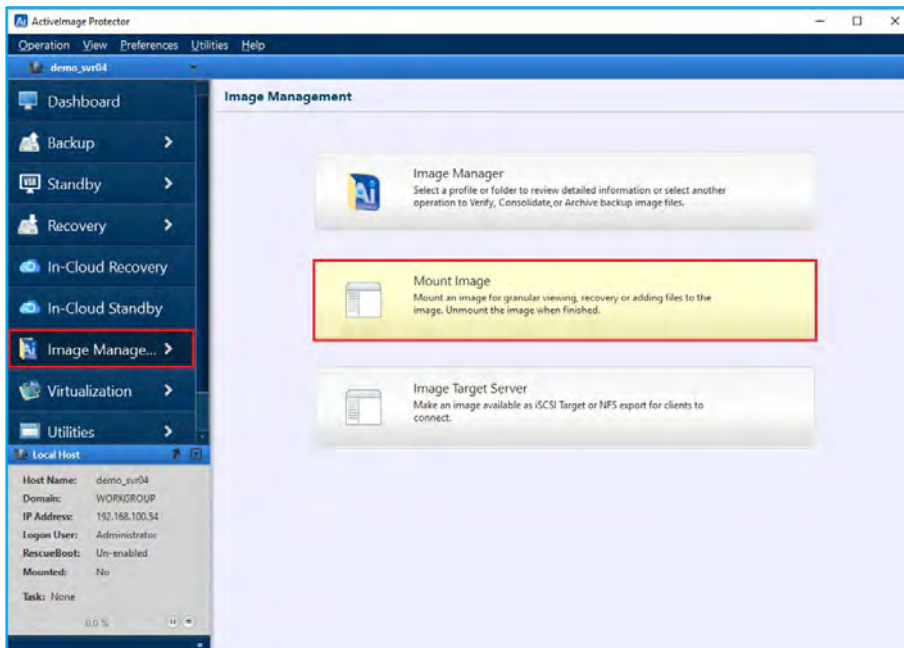 ActiveImage Protector
Operation View Preferences Utilities Help
demo_svr04
Dashboard
Backup
Standby
Recovery
In-Cloud Recovery
In-Cloud Standby
Image Manage...
Virtualization
Utilities
Local Host
Host Name: demo_svr04
Domain: WORKGROUP
IP Address: 192.168.100.54
Logon User: Administrator
RescueBoot: Un-enabled
Mounted: No
Task: None
0.0 %
Image Management
Image Manager
Select a profile or folder to review detailed information or select another
operation to Verify, Consolidate,or Archive backup image files.
Mount Image
Mount an image for granular viewing, recovery or adding files to the
image. Unmount the image when finished.
Image Target Server
Make an image available as iSCSI Target or NFS export for clients to
connect.